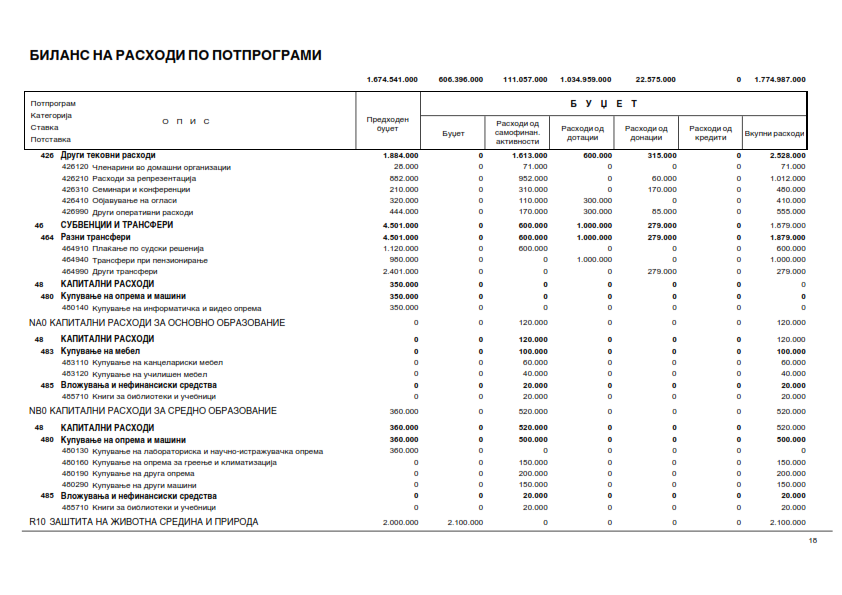 БИЛАНС НА РАСХОДИ ПО ПОТПРОГРАМИ
1.674.541.000 606.396.000 111.057.000 1.034.959.000 22.575.000 0 1.774.987.000
Потпрограм
Категорија
Ставка
Потставка
О П И С
Предходен буџет
Б У Џ Е Т
Буџет
Расходи од самофинан. активности
Расходи од дотации
Расходи од донации
Расходи од кредити
Вкупни расходи
426 Други тековни расходи 1.884.000 0 1.613.000 600.000 315.000 0 2.528.000
426120 Членарини во домашни организации 28.000 0 71.000 0 0 0 71.000
426210 Расходи за репрезентација 882.000 0 952.000 0 60.000 0 1.012.000
426310 Семинари и конференции 210.000 0 310.000 0 170.000 0 480.000
426410 Објавување на огласи 320.000 0 110.000 300.000 0 0 410.000
426990 Други оперативни расходи 444.000 0 170.000 300.000 85.000 0 555.000
46 СУБВЕНЦИИ И ТРАНСФЕРИ 4.501.000 0 600.000 1.000.000 279.000 0 1.879.000
464 Разни трансфери 4.501.000 0 600.000 1.000.000 279.000 0 1.879.000
464910 Плаќање по судски решенија 1.120.000 0 600.000 0 0 0 600.000
464940 Трансфери при пензионирање 980.000 0 0 1.000.000 0 0 1.000.000
464990 Други трансфери 2.401.000 0 0 0 279.000 0 279.000
48 КАПИТАЛНИ РАСХОДИ 350.000 0 0 0 0 0 0
480 Купување на опрема и машини 350.000 0 0 0 0 0 0
480140 Купување на информатичка и видео опрема 350.000 0 0 0 0 0 0
NA0 КАПИТАЛНИ РАСХОДИ ЗА ОСНОВНО ОБРАЗОВАНИЕ 0 0 120.000 0 0 0 120.000
48 КАПИТАЛНИ РАСХОДИ 0 0 120.000 0 0 0 120.000
483 Купување на мебел 0 0 100.000 0 0 0 100.000
483110 Купување на канцелариски мебел 0 0 60.000 0 0 0 60.000
483120 Купување на училишен мебел 0 0 40.000 0 0 0 40.000
485 Вложувања и нефинансиски средства 0 0 20.000 0 0 0 20.000
485710 Книги за библиотеки и учебници 0 0 20.000 0 0 0 20.000
NB0 КАПИТАЛНИ РАСХОДИ ЗА СРЕДНО ОБРАЗОВАНИЕ 360.000 0 520.000 0 0 0 520.000
48 КАПИТАЛНИ РАСХОДИ 360.000 0 520.000 0 0 0 520.000
480 Купување на опрема и машини 360.000 0 500.000 0 0 0 500.000
480130 Купување на лабораториска и научно-истражувачка опрема 360.000 0 0 0 0 0 0
480160 Купување на опрема за греење и климатизација 0 0 150.000 0 0 0 150.000
480190 Купување на друга опрема 0 0 200.000 0 0 0 200.000
480290 Купување на други машини 0 0 150.000 0 0 0 150.000
485 Вложувања и нефинансиски средства 0 0 20.000 0 0 0 20.000
485710 Книги за библиотеки и учебници 0 0 20.000 0 0 0 20.000
R10 ЗАШТИТА НА ЖИВОТНА СРЕДИНА И ПРИРОДА 2.000.000 2.100.000 0 0 0 0 2.100.000
18